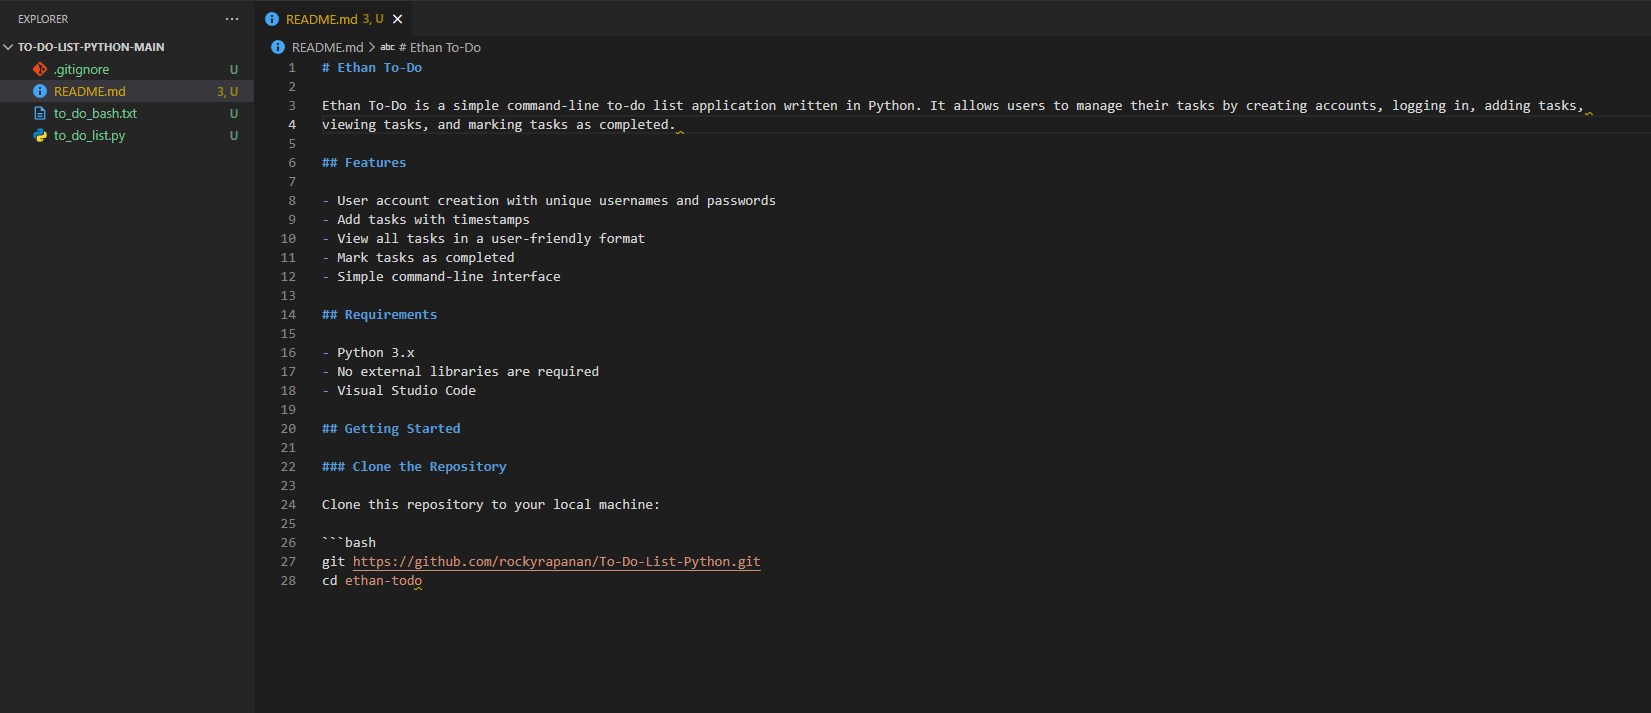 EXPLORER ...
TO-DO-LIST-PYTHON-MAIN
.gitignore U
README.md 3, U
to_do_bash.txt U
to_do_list.py U
README.md 3, U
README.md > abc # Ethan To-Do
1 # Ethan To-Do
2
3 Ethan To-Do is a simple command-line to-do list application written in Python. It allows users to manage their tasks by creating accounts, logging in, adding tasks,
4 viewing tasks, and marking tasks as completed.
5
6 ## Features
7
8 - User account creation with unique usernames and passwords
9 - Add tasks with timestamps
10 - View all tasks in a user-friendly format
11 - Mark tasks as completed
12 - Simple command-line interface
13
14 ## Requirements
15
16 - Python 3.x
17 - No external libraries are required
18 - Visual Studio Code
19
20 ## Getting Started
21
22 ### Clone the Repository
23
24 Clone this repository to your local machine:
25
26 ```bash
27 git https://github.com/rockyrapanan/To-Do-List-Python.git
28 cd ethan-todo